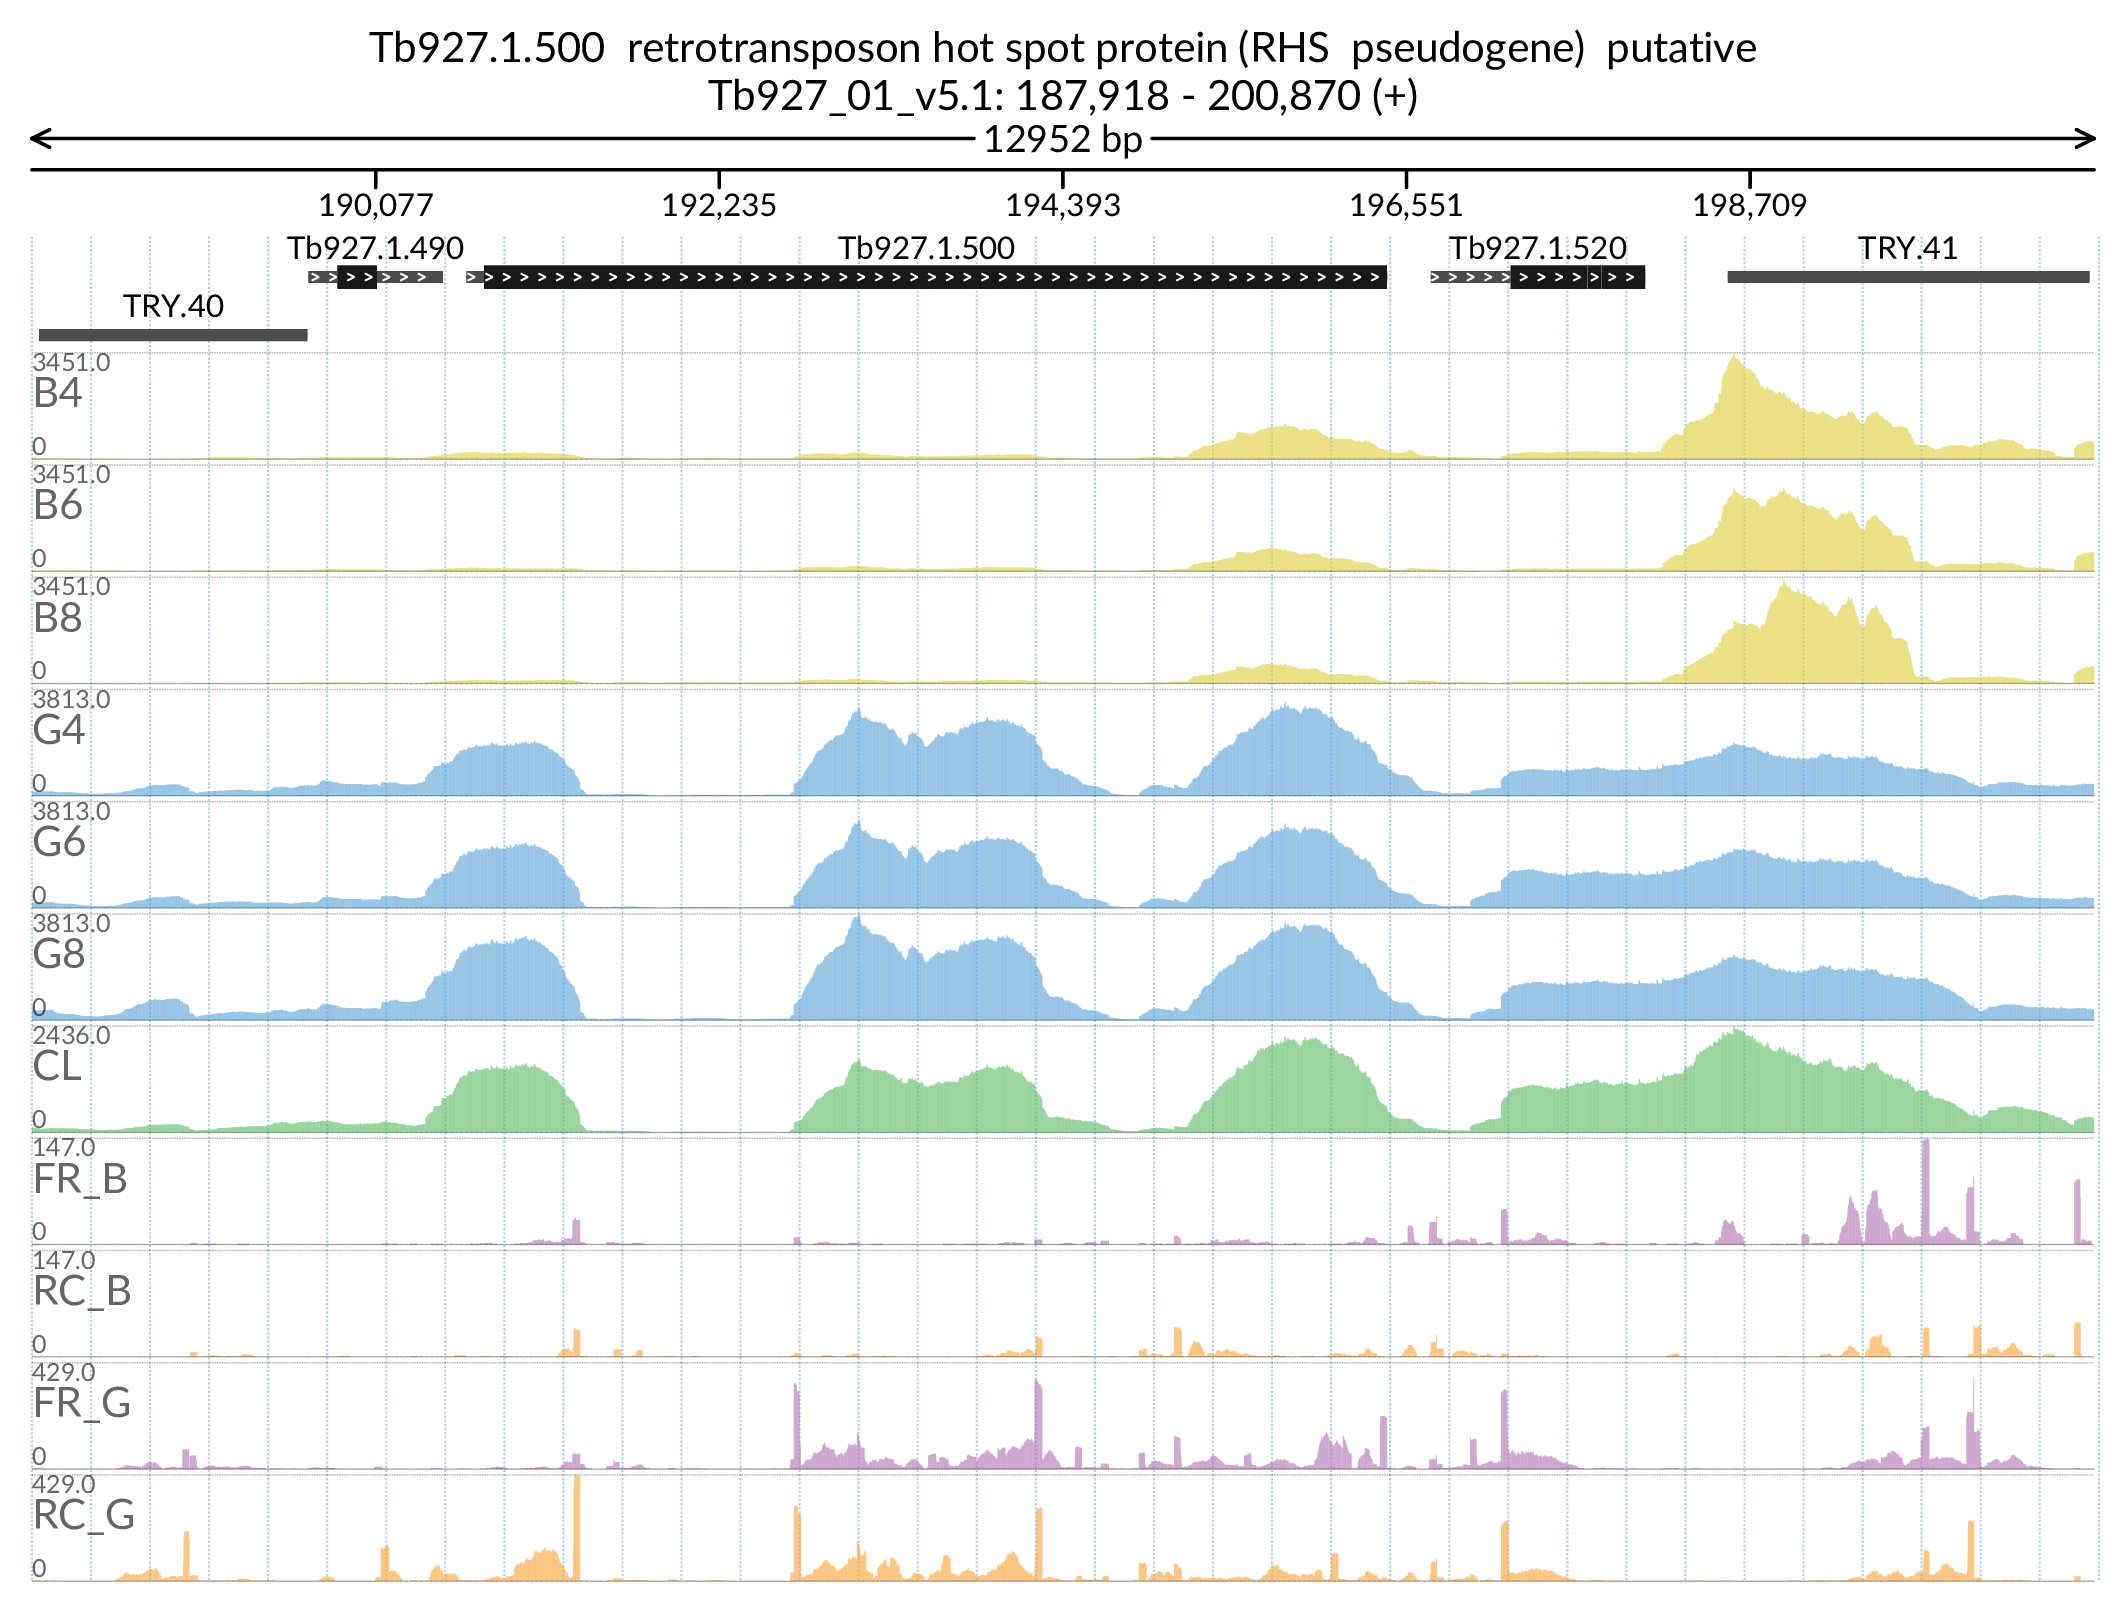 Tb927.1.500 retrotransposon hot spot protein (RHS pseudogene) putative
Tb927_01_v5.1: 187,918 - 200,870 (+)
12952 bp
190,077 192,235 194,393 196,551 198,709
Tb927.1.490 Tb927.1.500 Tb927.1.520 TRY.41
TRY.40
3451.0
B4
0
3451.0
B6
0
3451.0
B8
0
3813.0
G4
0
3813.0
G6
0
3813.0
G8
0
2436.0
CL
0
147.0
FR_B
0
147.0
RC_B
0
429.0
FR_G
0
429.0
RC_G
0